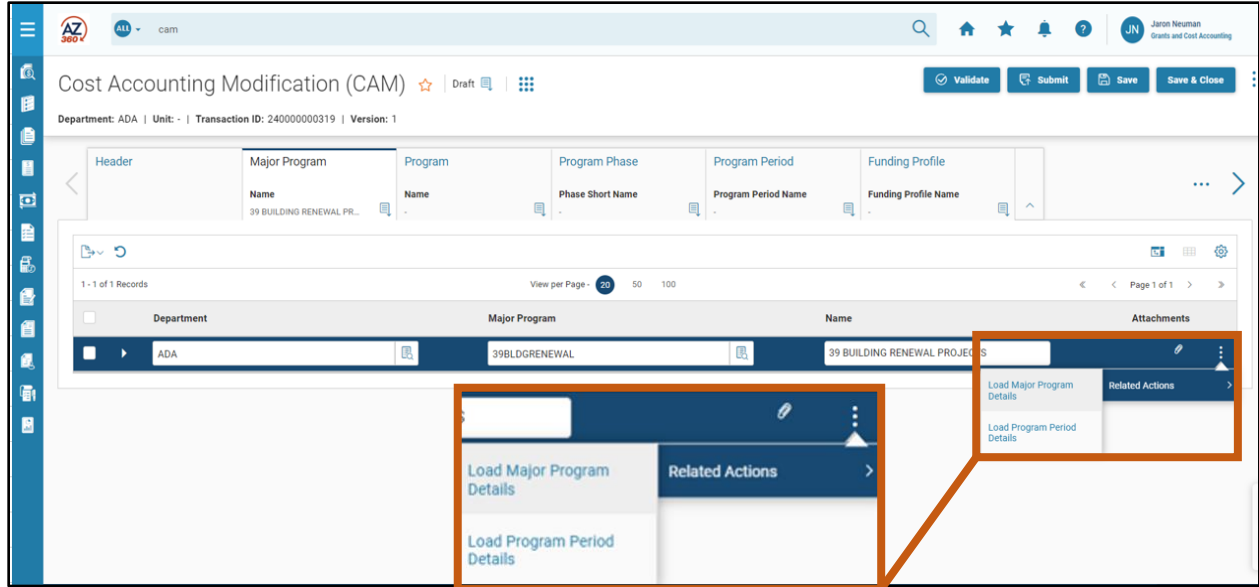 AZ
360
ALL
cam
?
JN
Jaron Neuman
Grants and Cost Accounting
Cost Accounting Modification (CAM)
Draft
Validate
Submit
Save
Save & Close
Department: ADA | Unit: - | Transaction ID: 240000000319 | Version: 1
Header
Major Program
Program
Program Phase
Program Period
Funding Profile
Name
Name
Phase Short Name
Program Period Name
Funding Profile Name
39 BUILDING RENEWAL PR...
-
-
-
-
1 - 1 of 1 Records
View per Page - 20 50 100
Page 1 of 1
Department
Major Program
Name
Attachments
ADA
39BLDGRENEWAL
39 BUILDING RENEWAL PROJECTS
Load Major Program
Details
Related Actions
Load Program Period
Details
S
Load Major Program
Details
Related Actions
Load Program Period
Details